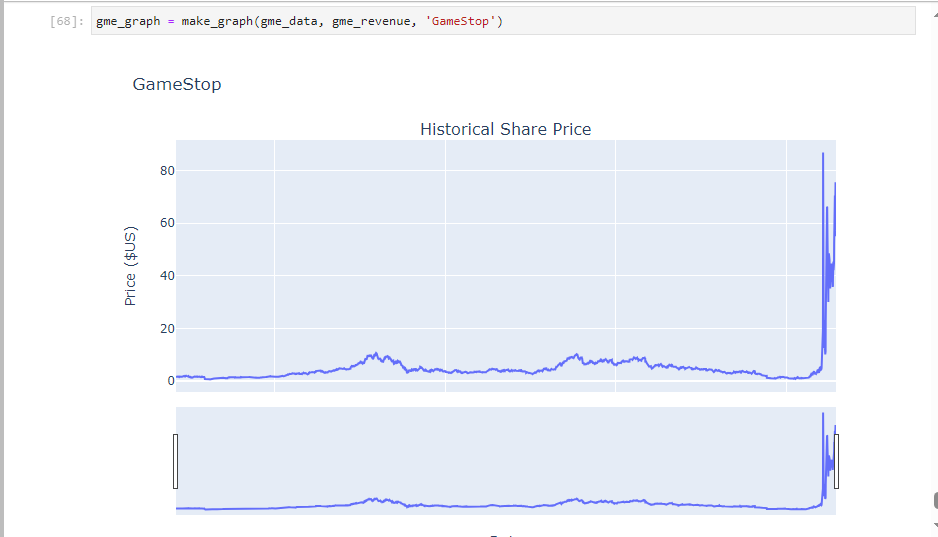 [68]: gme_graph = make_graph(gme_data, gme_revenue, 'GameStop')
GameStop
Historical Share Price
80
60
40
20
0
Price ($US)